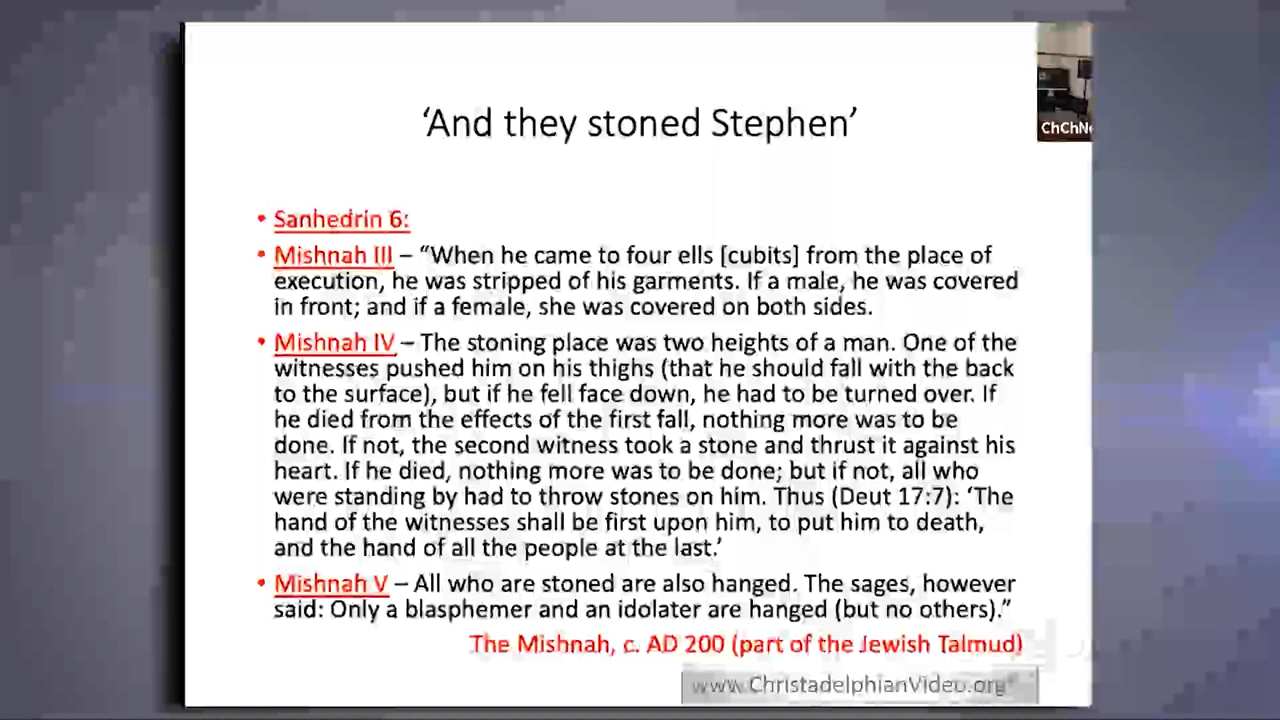 ‘And they stoned Stephen’
ChChN
• Sanhedrin 6:
• Mishnah III – “When he came to four ells [cubits] from the place of
execution, he was stripped of his garments. If a male, he was covered
in front; and if a female, she was covered on both sides.
• Mishnah IV – The stoning place was two heights of a man. One of the
witnesses pushed him on his thighs (that he should fall with the back
to the surface), but if he fell face down, he had to be turned over. If
he died from the effects of the first fall, nothing more was to be
done. If not, the second witness took a stone and thrust it against his
heart. If he died, nothing more was to be done; but if not, all who
were standing by had to throw stones on him. Thus (Deut 17:7): ‘The
hand of the witnesses shall be first upon him, to put him to death,
and the hand of all the people at the last.’
• Mishnah V – All who are stoned are also hanged. The sages, however
said: Only a blasphemer and an idolater are hanged (but no others).”
The Mishnah, c. AD 200 (part of the Jewish Talmud)
www.ChristadelphianVideo.org